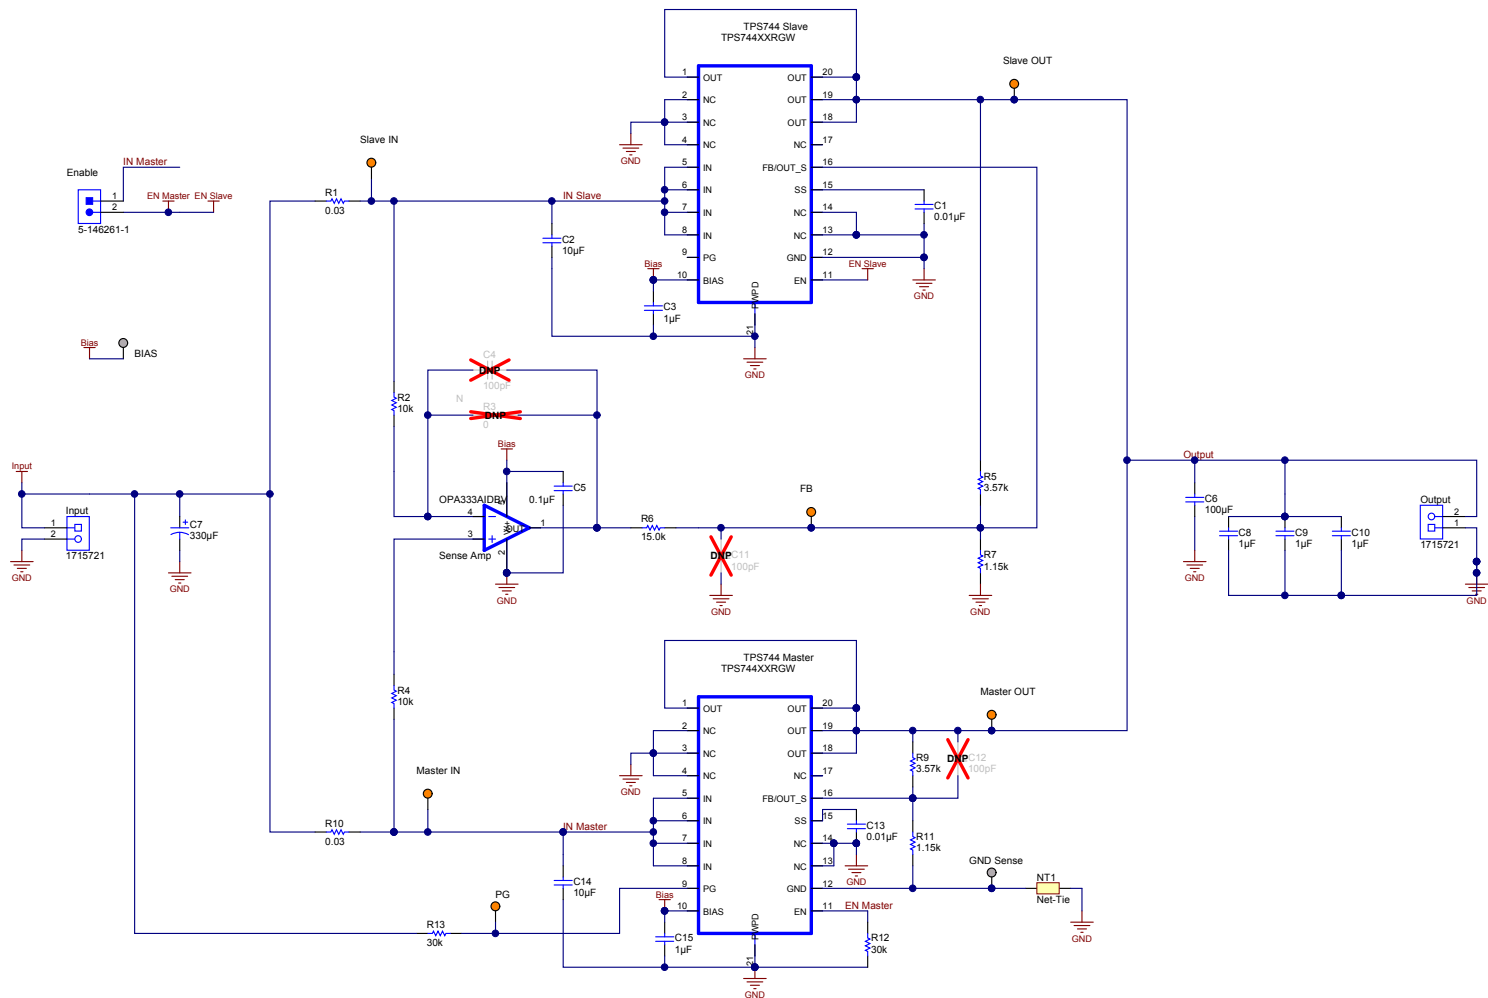 TPS744 Slave
TPS744XXRGW
1 OUT OUT 20
2 NC OUT 19
3 NC OUT 18
4 NC NC 17
5 IN FB/OUT_S 16
6 IN SS 15
7 IN NC 14
8 IN NC 13
9 PG GND 12
10 BIAS EN 11
PWPD
21
GND
GND
Slave OUT
Slave IN
Enable
IN Master
1
2
EN Master EN Slave
5-146261-1
R1
0.03
IN Slave
C2
10µF
Bias
C3
1µF
C1
0.01µF
EN Slave
GND
Bias
BIAS
C4
DNP
100pF
N
R3
DNP
0
R2
10k
Bias
C5
0.1µF
OPA333AIDBV
4
3
1
5
2
V+
OUT
Sense Amp
GND
Input
Input
1
2
1715721
GND
C7
330µF
GND
R6
15.0k
FB
DNP
C11
100pF
GND
R5
3.57k
R7
1.15k
GND
Output
C6
100µF
GND
C8
1µF
C9
1µF
C10
1µF
Output
2
1
1715721
GND
R4
10k
TPS744 Master
TPS744XXRGW
1 OUT OUT 20
2 NC OUT 19
3 NC OUT 18
4 NC NC 17
5 IN FB/OUT_S 16
6 IN SS 15
7 IN NC 14
8 IN NC 13
9 PG GND 12
10 BIAS EN 11
PWPD
21
GND
GND
Master OUT
R9
3.57k
DNP
C12
100pF
C13
0.01µF
GND
R11
1.15k
GND Sense
NT1
Net-Tie
GND
EN Master
R12
30k
Master IN
R10
0.03
IN Master
C14
10µF
PG
R13
30k
Bias
C15
1µF